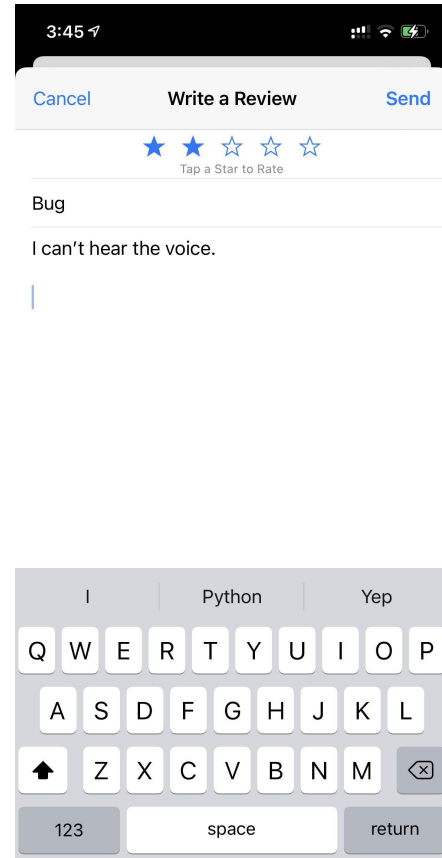 3:45
Cancel Write a Review Send
Tap a Star to Rate
Bug
I can't hear the voice.
I Python Yep
Q W E R T Y U I O P
A S D F G H J K L
Z X C V B N M
123 space return